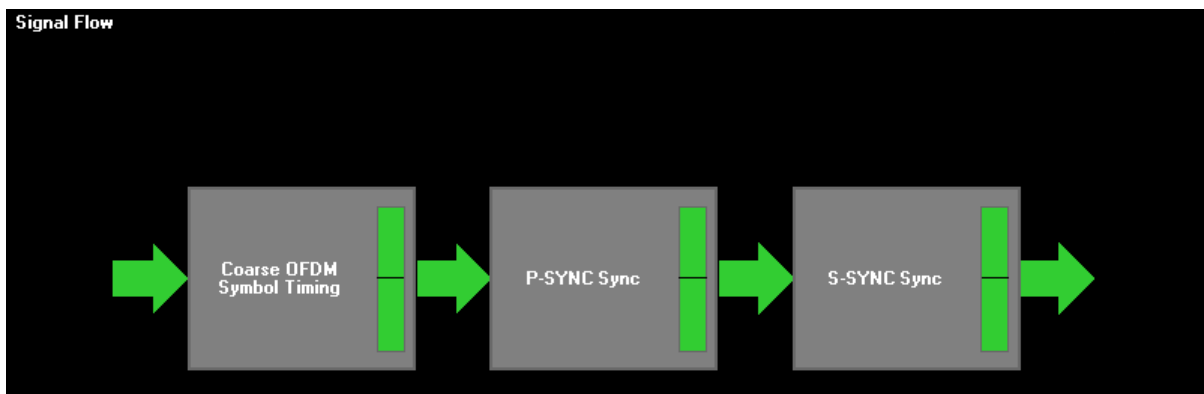 Signal Flow
Coarse OFDM
Symbol Timing
P-SYNC Sync
S-SYNC Sync